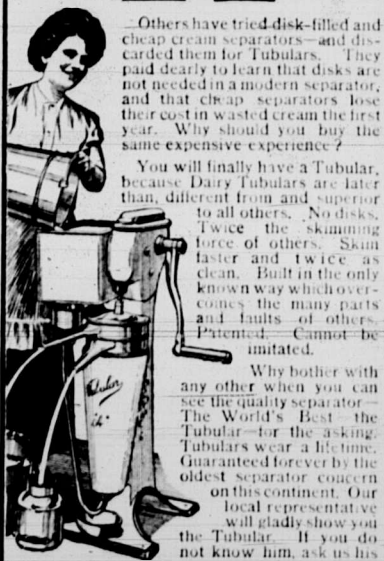 Others have tried disk-filled and
cheap cream separators—and dis-
carded them for Tubulars. They
paid dearly to learn that disks are
not needed in a modern separator,
and that cheap separators lose
their cost in wasted cream the first
year. Why should you buy the
same expensive experience?
You will finally have a Tubular,
because Dairy Tubulars are later
than, different from and superior
to all others. No disks.
Twice the skimming
force of others. Skim
faster and twice as
clean. Built in the only
known way which over-
comes the many parts
and faults of others.
Patented. Cannot be
imitated.
Why bother with
any other when you can
see the quality separator—
The World's Best—the
Tubular—for the asking.
Tubulars wear a lifetime.
Guaranteed forever by the
oldest separator concern
on this continent. Our
local representative
will gladly show you
the Tubular. If you do
not know him, ask us his
Tubular